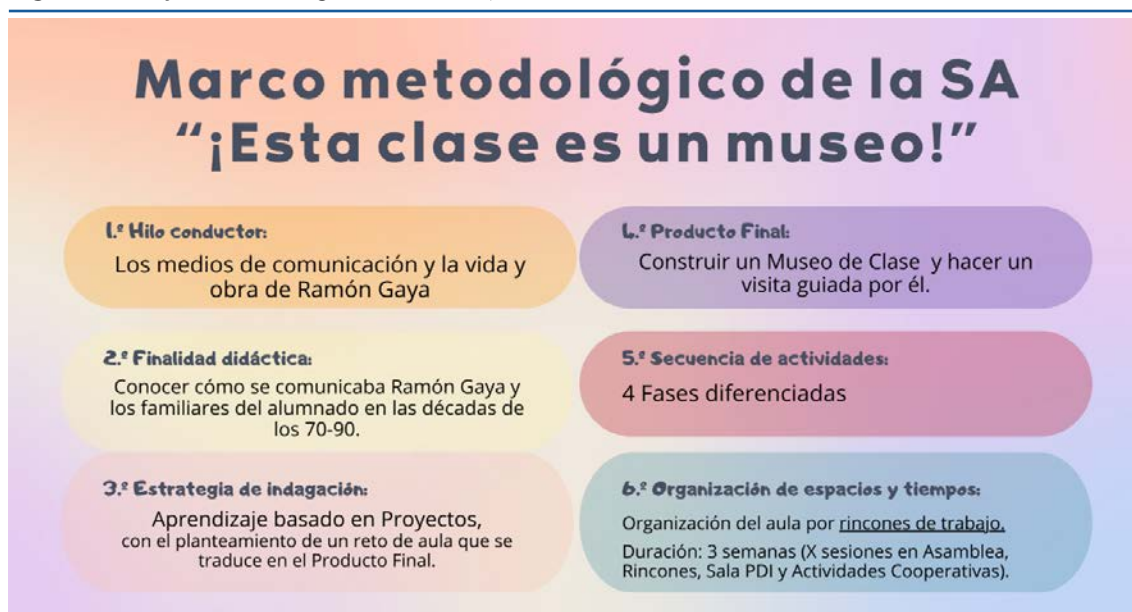 Marco metodológico de la SA
“¡Esta clase es un museo!”
1.º Hilo conductor:
Los medios de comunicación y la vida y
obra de Ramón Gaya
2.º Finalidad didáctica:
Conocer cómo se comunicaba Ramón Gaya y
los familiares del alumnado en las décadas de
los 70-90.
3.º Estrategia de indagación:
Aprendizaje basado en Proyectos,
con el planteamiento de un reto de aula que se
traduce en el Producto Final.
4.º Producto Final:
Construir un Museo de Clase y hacer un
visita guiada por él.
5.º Secuencia de actividades:
4 Fases diferenciadas
6.º Organización de espacios y tiempos:
Organización del aula por rincones de trabajo.
Duración: 3 semanas (X sesiones en Asamblea,
Rincones, Sala PDI y Actividades Cooperativas).